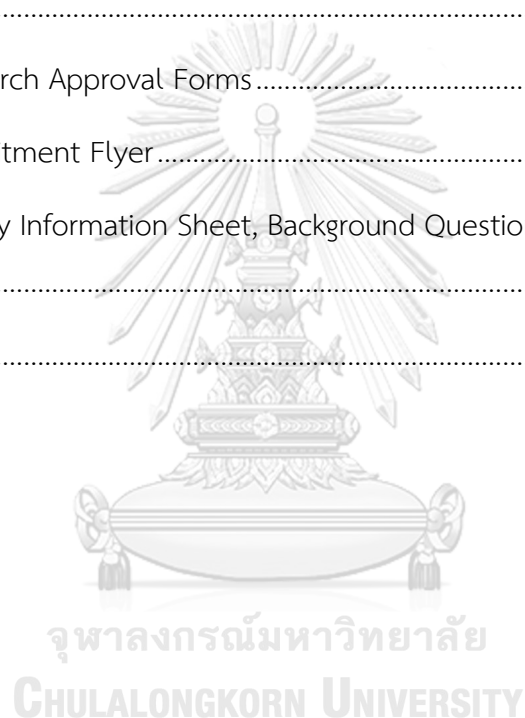 ................................................................
rch Approval Forms................................
tment Flyer................................................
y Information Sheet, Background Questio
................................................................
................................................................
จุฬาลงกรณ์มหาวิทยาลัย
CHULALONGKORN UNIVERSITY